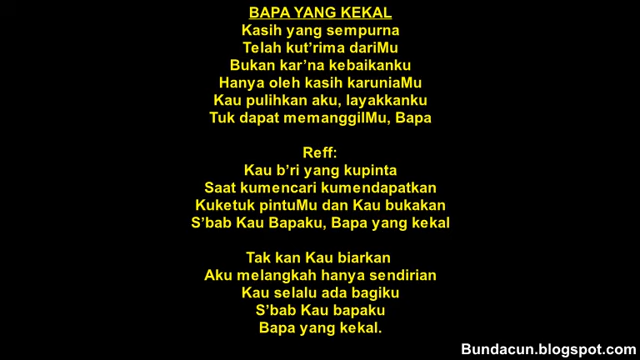 BAPA YANG KEKAL
Kasih yang sempurna
Telah kut'rima dariMu
Bukan kar'na kebaikanku
Hanya oleh kasih karuniaMu
Kau pulihkan aku, layakkanku
Tuk dapat memanggilMu, Bapa
Reff:
Kau b'ri yang kupinta
Saat kumencari kumendapatkan
Kuketuk pintuMu dan Kau bukakan
S'bab Kau Bapaku, Bapa yang kekal
Tak kan Kau biarkan
Aku melangkah hanya sendirian
Kau selalu ada bagiku
S'bab Kau bapaku
Bapa yang kekal.
Bundacun.blogspot.com